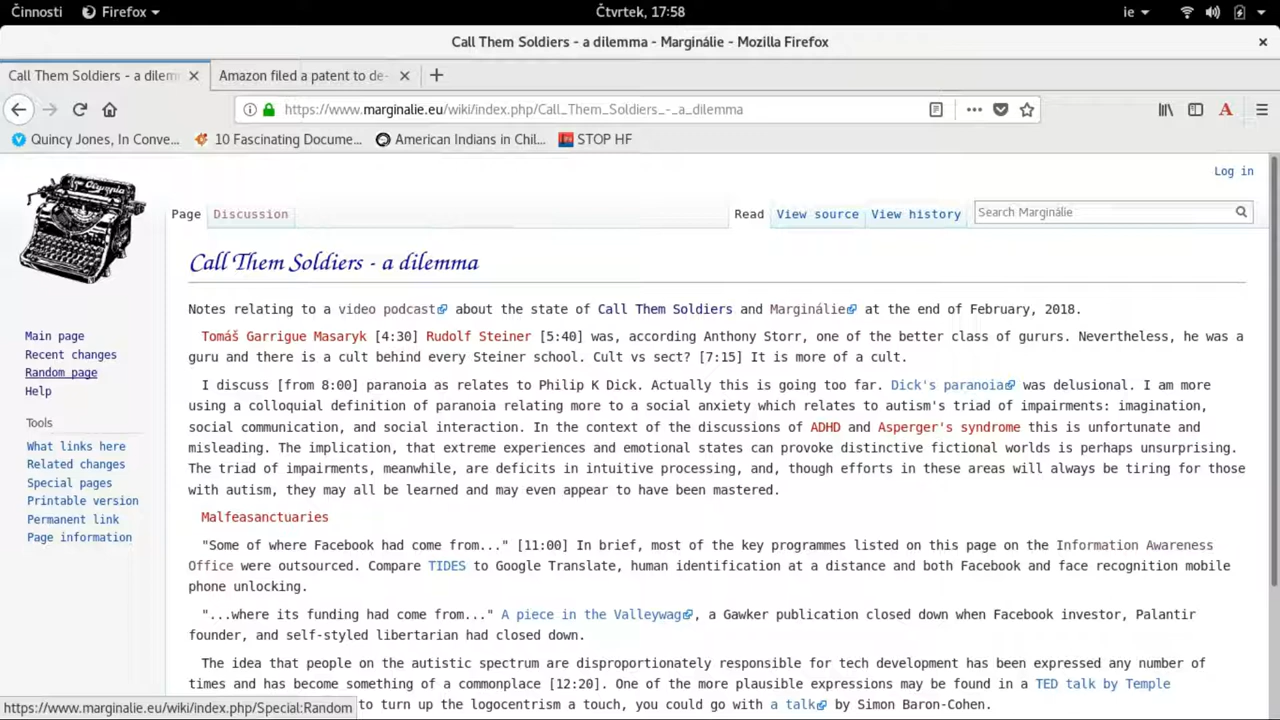 Činnosti Firefox Čtvrtek, 17:58 ie
Call Them Soldiers - a dilemma - Marginálie - Mozilla Firefox
Call Them Soldiers - a dilem Amazon filed a patent to de-
https://www.marginalie.eu/wiki/index.php/Call_Them_Soldiers_-_a_dilemma
Quincy Jones, In Conve... 10 Fascinating Docume... American Indians in Chil... STOP HF
Log in
Olympia
Page Discussion Read View source View history Search Marginálie
Call Them Soldiers - a dilemma
Notes relating to a video podcast about the state of Call Them Soldiers and Marginálie at the end of February, 2018.
Tomáš Garrigue Masaryk [4:30] Rudolf Steiner [5:40] was, according Anthony Storr, one of the better class of gururs. Nevertheless, he was a
guru and there is a cult behind every Steiner school. Cult vs sect? [7:15] It is more of a cult.
I discuss [from 8:00] paranoia as relates to Philip K Dick. Actually this is going too far. Dick's paranoia was delusional. I am more
using a colloquial definition of paranoia relating more to a social anxiety which relates to autism's triad of impairments: imagination,
social communication, and social interaction. In the context of the discussions of ADHD and Asperger's syndrome this is unfortunate and
misleading. The implication, that extreme experiences and emotional states can provoke distinctive fictional worlds is perhaps unsurprising.
The triad of impairments, meanwhile, are deficits in intuitive processing, and, though efforts in these areas will always be tiring for those
with autism, they may all be learned and may even appear to have been mastered.
Malfeasanctuaries
"Some of where Facebook had come from..." [11:00] In brief, most of the key programmes listed on this page on the Information Awareness
Office were outsourced. Compare TIDES to Google Translate, human identification at a distance and both Facebook and face recognition mobile
phone unlocking.
"...where its funding had come from..." A piece in the Valleywag, a Gawker publication closed down when Facebook investor, Palantir
founder, and self-styled libertarian had closed down.
The idea that people on the autistic spectrum are disproportionately responsible for tech development has been expressed any number of
times and has become something of a commonplace [12:20]. One of the more plausible expressions may be found in a TED talk by Temple
to turn up the logocentrism a touch, you could go with a talk by Simon Baron-Cohen.
Main page
Recent changes
Random page
Help
Tools
What links here
Related changes
Special pages
Printable version
Permanent link
Page information
https://www.marginalie.eu/wiki/index.php/Special:Random